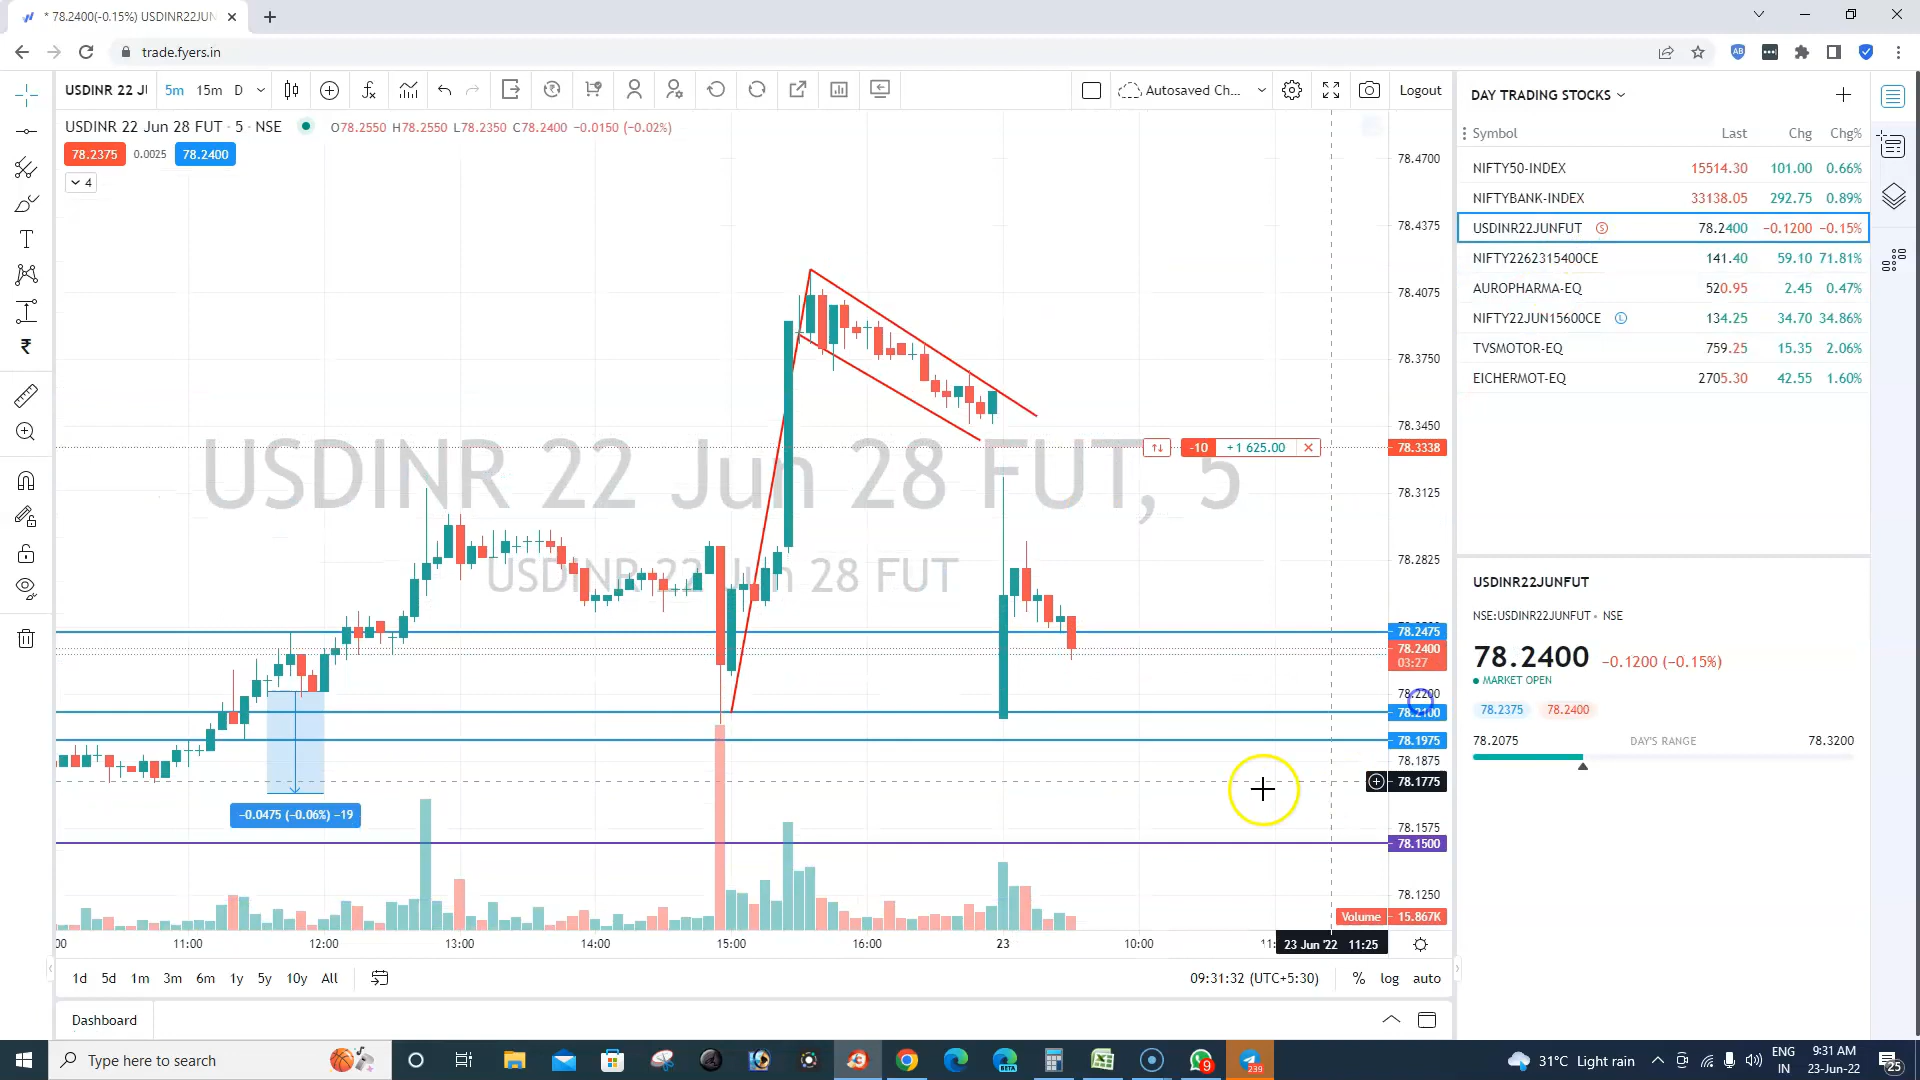 * 78.2400(-0.15%) USDINR22JUN
trade.fyers.in
USDINR 22 JU 5m 15m D
Autosaved Ch...
Logout
USDINR 22 Jun 28 FUT · 5 · NSE
O78.2550 H78.2550 L78.2350 C78.2400 −0.0150 (−0.02%)
78.2375 0.0025 78.2400
4
USDINR 22 Jun 28 FUT, 5
USDINR 22 Jun 28 FUT
-10 +1 625.00
−0.0475 (−0.06%) −19
78.4700
78.4375
78.4075
78.3750
78.3450
78.3338
78.3125
78.2825
78.2475
78.2400
03:27
78.2200
78.2100
78.1975
78.1875
78.1775
78.1575
78.1500
78.1250
Volume 15.867K
:00 11:00 12:00 13:00 14:00 15:00 16:00 23 10:00 23 Jun '22 11:25
1d 5d 1m 3m 6m 1y 5y 10y All
09:31:32 (UTC+5:30) % log auto
Dashboard
DAY TRADING STOCKS
Symbol Last Chg Chg%
NIFTY50-INDEX 15514.30 101.00 0.66%
NIFTYBANK-INDEX 33138.05 292.75 0.89%
USDINR22JUNFUT S 78.2400 −0.1200 −0.15%
NIFTY2262315400CE 141.40 59.10 71.81%
AUROPHARMA-EQ 520.95 2.45 0.47%
NIFTY22JUN15600CE L 134.25 34.70 34.86%
TVSMOTOR-EQ 759.25 15.35 2.06%
EICHERMOT-EQ 2705.30 42.55 1.60%
USDINR22JUNFUT
NSE:USDINR22JUNFUT • NSE
78.2400 −0.1200 (−0.15%)
MARKET OPEN
78.2375 78.2400
78.2075 DAY'S RANGE 78.3200
Type here to search
BETA
9
239
31°C Light rain
ENG
IN
9:31 AM
23-Jun-22
25